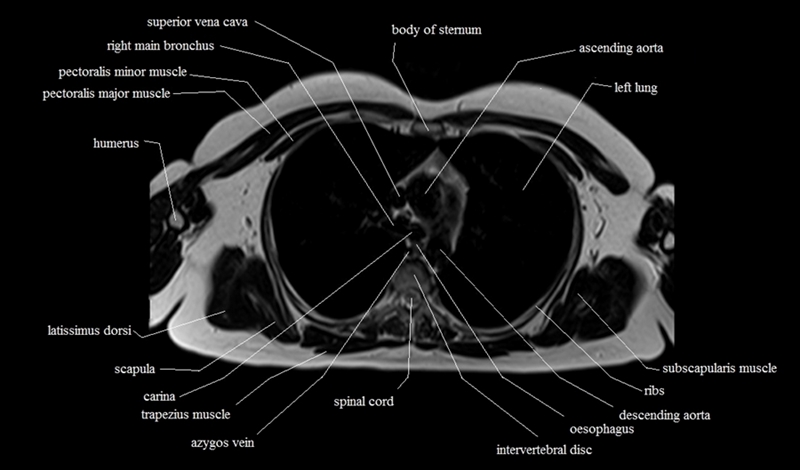 superior vena cava
body of sternum
right main bronchus
ascending aorta
pectoralis minor muscle
left lung
pectoralis major muscle
humerus
latissimus dorsi
scapula
subscapularis muscle
carina
ribs
spinal cord
trapezius muscle
descending aorta
oesophagus
azygos vein
intervertebral disc